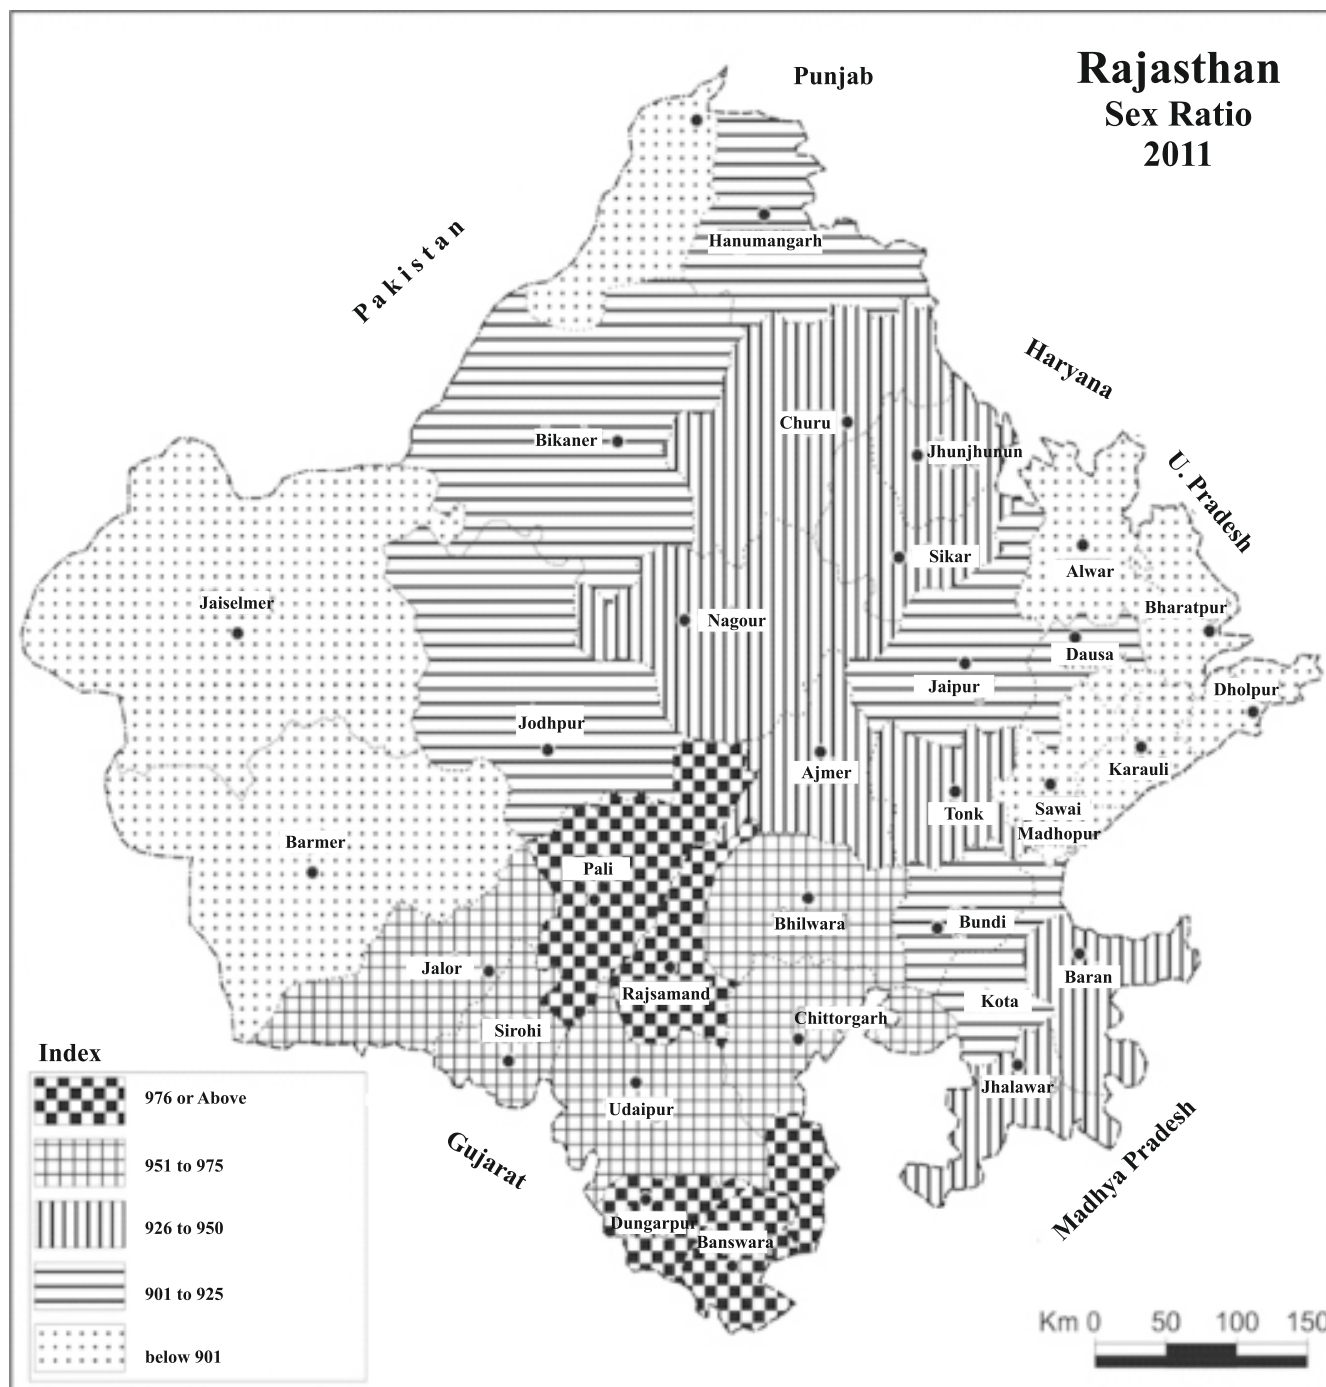 Rajasthan
Sex Ratio
2011
Punjab
Pakistan
Hanumangarh
Haryana
Churu
Bikaner
Jhunjhunun
U. Pradesh
Sikar
Alwar
Jaiselmer
Bharatpur
Nagour
Dausa
Jaipur
Dholpur
Jodhpur
Ajmer
Karauli
Tonk
Sawai
Madhopur
Barmer
Pali
Bhilwara
Bundi
Jalor
Baran
Rajsamand
Kota
Chittorgarh
Sirohi
Jhalawar
Udaipur
Gujarat
Madhya Pradesh
Dungarpur
Banswara
Index
976 or Above
951 to 975
926 to 950
901 to 925
below 901
Km 0 50 100 150